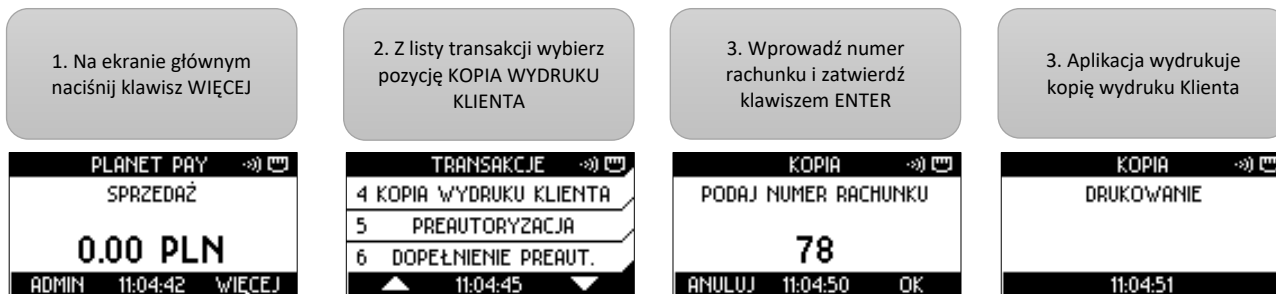 1. Na ekranie głównym
naciśnij klawisz WIĘCEJ
2. Z listy transakcji wybierz
pozycję KOPIA WYDRUKU
KLIENTA
3. Wprowadź numer
rachunku i zatwierdź
klawiszem ENTER
3. Aplikacja wydrukuje
kopię wydruku Klienta
PLANET PAY
SPRZEDAŻ
0.00 PLN
ADMIN 11:04:42 WIĘCEJ
TRANSAKCJE
4 KOPIA WYDRUKU KLIENTA
5 PREAUTORYZACJA
6 DOPEŁNIENIE PREAUT.
11:04:45
KOPIA
PODAJ NUMER RACHUNKU
78
ANULUJ 11:04:50 OK
KOPIA
DRUKOWANIE
11:04:51